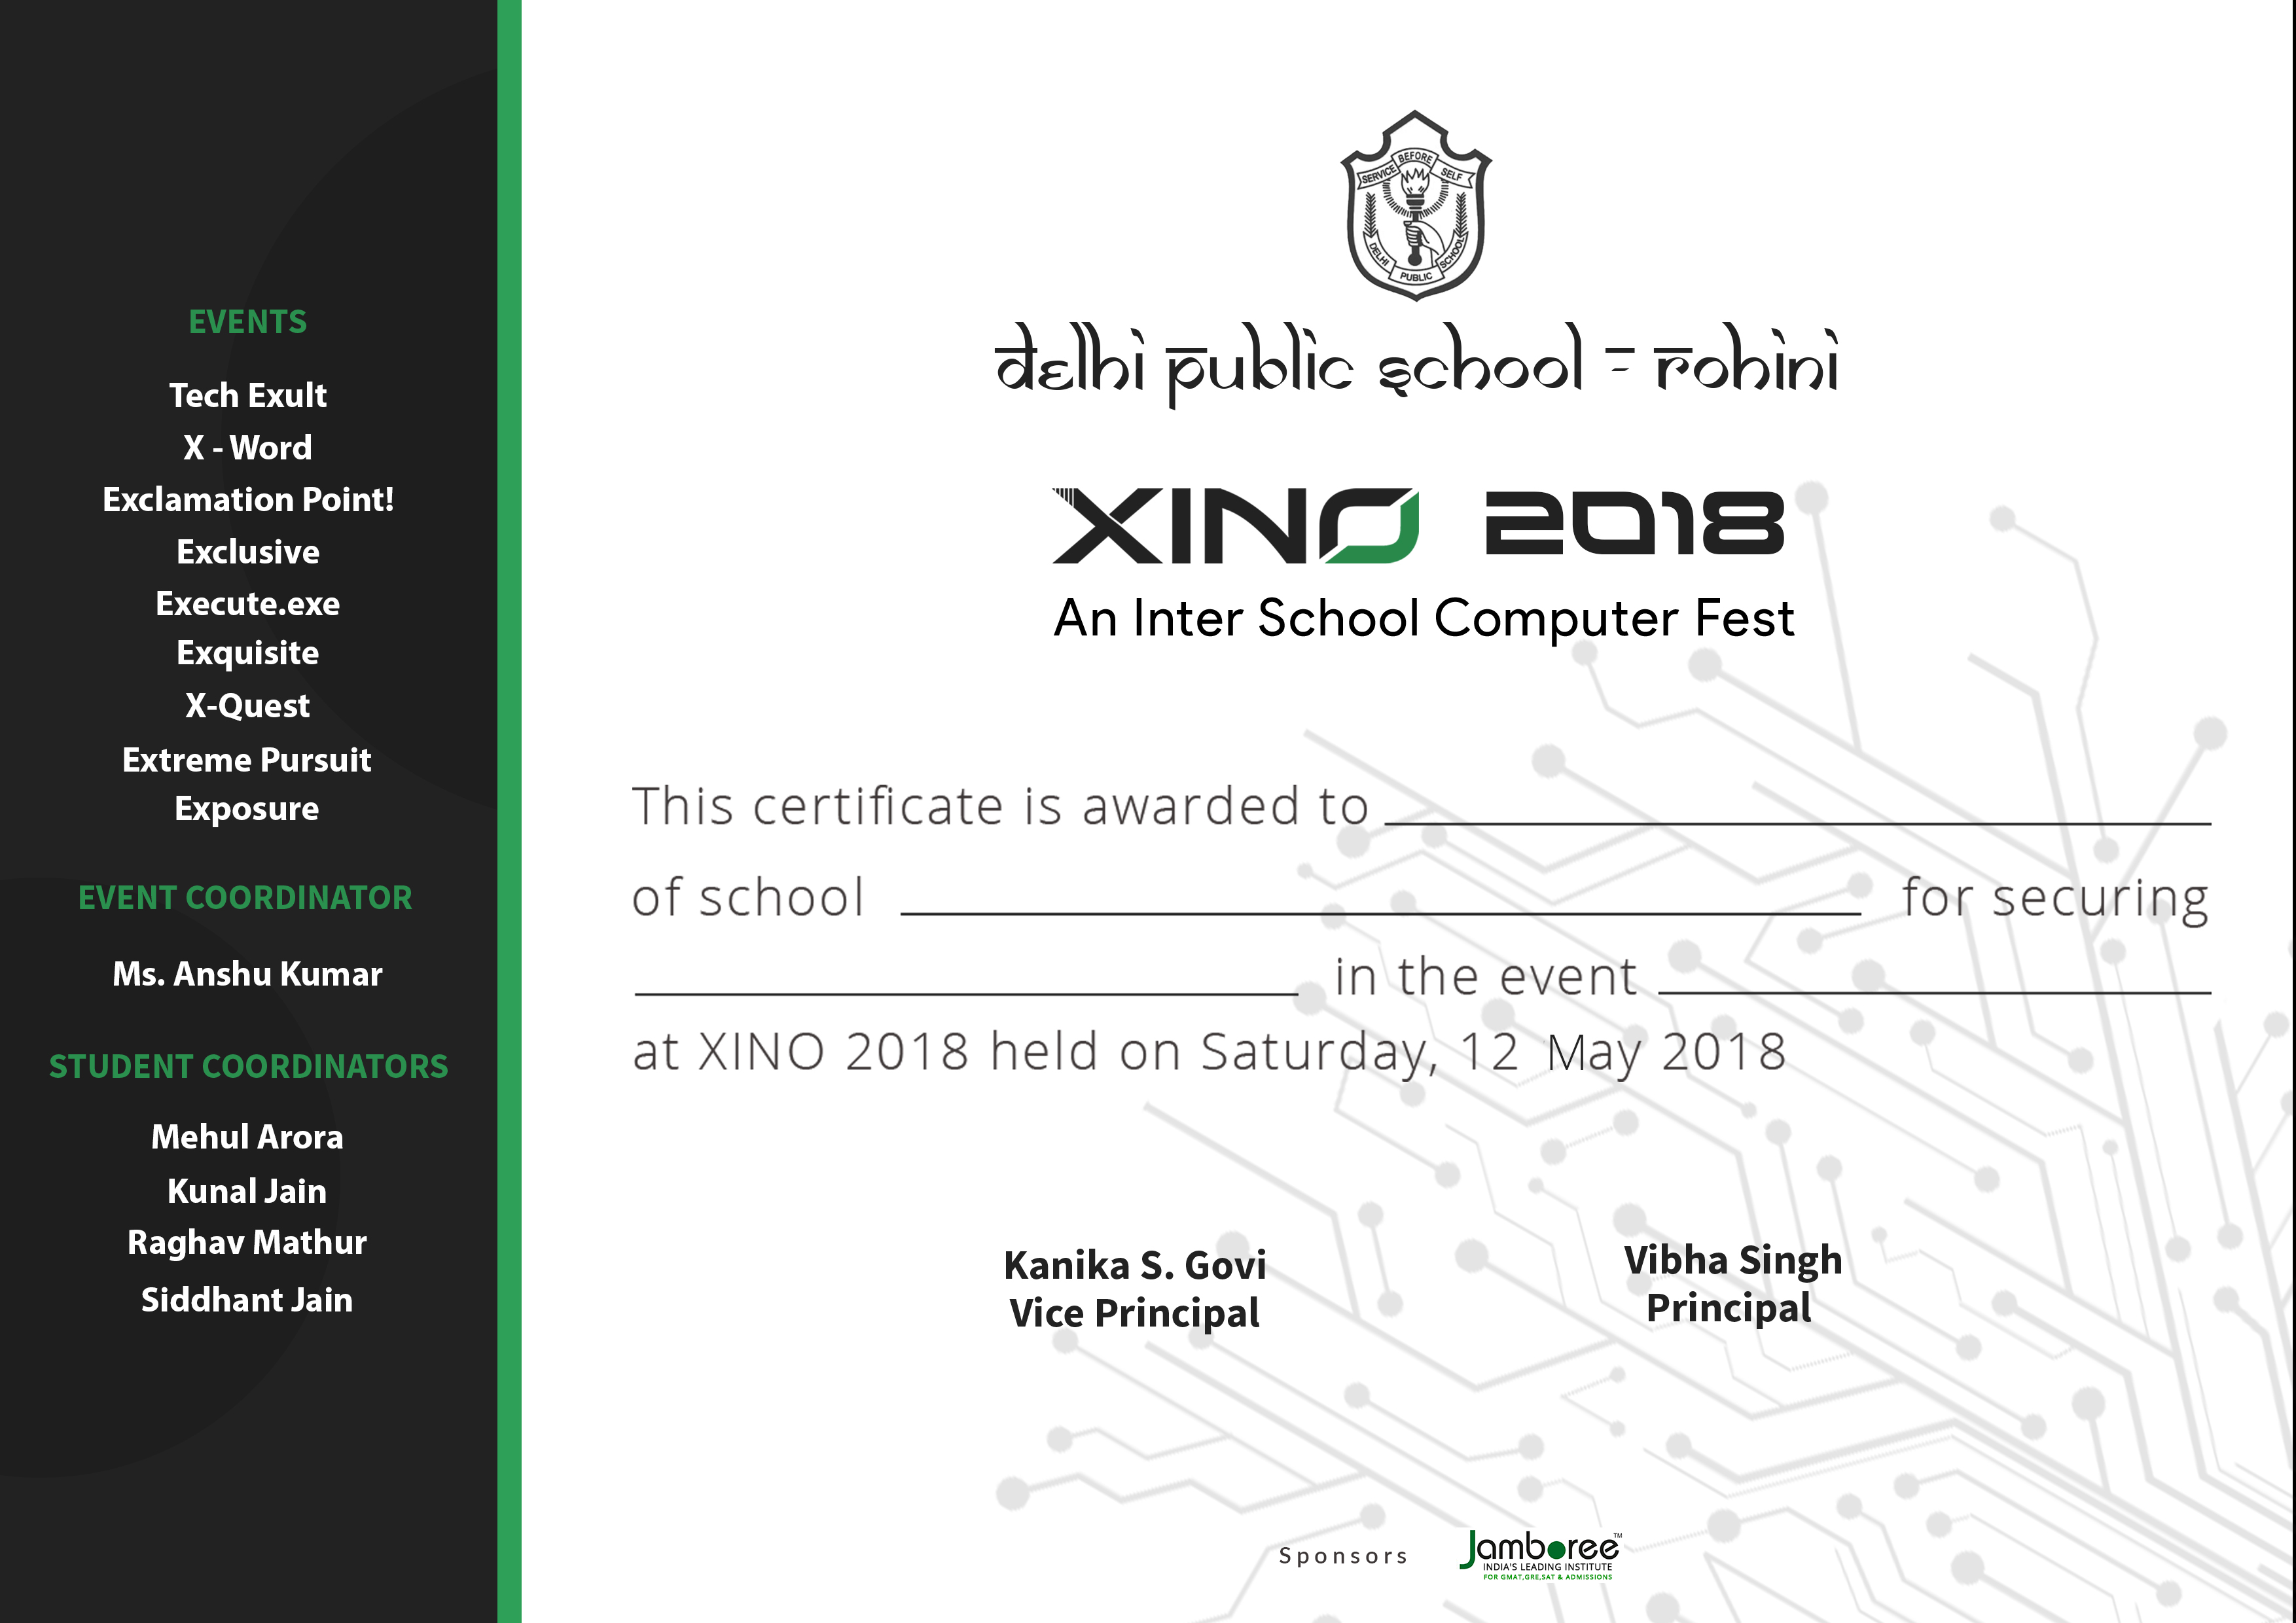 EVENTS
Tech Exult
X - Word
Exclamation Point!
Exclusive
Execute.exe
Exquisite
X-Quest
Extreme Pursuit
Exposure
EVENT COORDINATOR
Ms. Anshu Kumar
STUDENT COORDINATORS
Mehul Arora
Kunal Jain
Raghav Mathur
Siddhant Jain
SERVICE BEFORE SELF
DELHI PUBLIC SCHOOL
delhi public school - rohini
XINO 2018
An Inter School Computer Fest
This certificate is awarded to
of school for securing
in the event
at XINO 2018 held on Saturday, 12 May 2018
Kanika S. Govi
Vice Principal
Vibha Singh
Principal
Sponsors
Jamboree™
INDIA'S LEADING INSTITUTE
FOR GMAT,GRE,SAT & ADMISSIONS